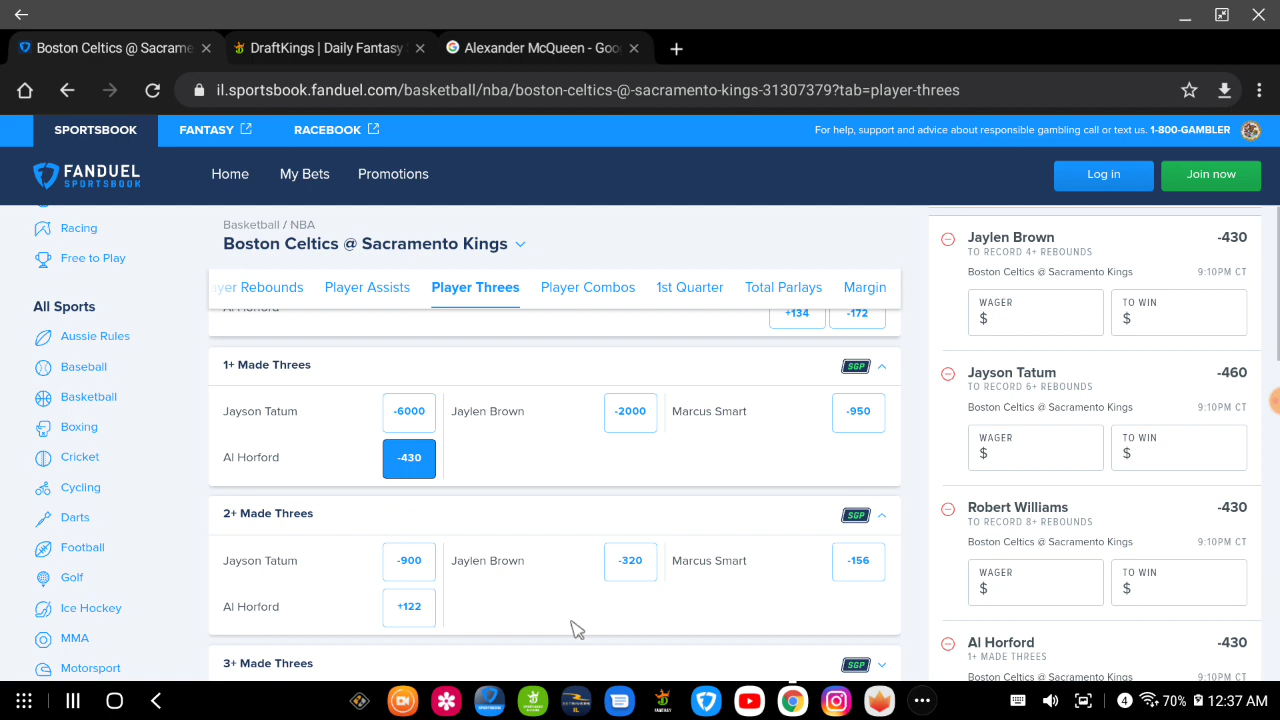 Boston Celtics @ Sacrame
DraftKings | Daily Fantasy
Alexander McQueen - Goo
il.sportsbook.fanduel.com/basketball/nba/boston-celtics-@-sacramento-kings-31307379?tab=player-threes
SPORTSBOOK
FANTASY
RACEBOOK
For help, support and advice about responsible gambling call or text us. 1-800-GAMBLER
FANDUEL
SPORTSBOOK
Home
My Bets
Promotions
Log in
Join now
Racing
Free to Play
All Sports
Aussie Rules
Baseball
Basketball
Boxing
Cricket
Cycling
Darts
Football
Golf
Ice Hockey
MMA
Motorsport
Basketball / NBA
Boston Celtics @ Sacramento Kings
yer Rebounds
Player Assists
Player Threes
Player Combos
1st Quarter
Total Parlays
Margin
Al Horford
+134
-172
1+ Made Threes
SGP
Jayson Tatum
-6000
Jaylen Brown
-2000
Marcus Smart
-950
Al Horford
-430
2+ Made Threes
SGP
Jayson Tatum
-900
Jaylen Brown
-320
Marcus Smart
-156
Al Horford
+122
3+ Made Threes
SGP
Jaylen Brown
-430
TO RECORD 4+ REBOUNDS
Boston Celtics @ Sacramento Kings
9:10PM CT
WAGER
$
TO WIN
$
Jayson Tatum
-460
TO RECORD 6+ REBOUNDS
Boston Celtics @ Sacramento Kings
9:10PM CT
WAGER
$
TO WIN
$
Robert Williams
-430
TO RECORD 8+ REBOUNDS
Boston Celtics @ Sacramento Kings
9:10PM CT
WAGER
$
TO WIN
$
Al Horford
-430
1+ MADE THREES
Boston Celtics @ Sacramento Kings
9:10PM CT
4
70%
12:37 AM